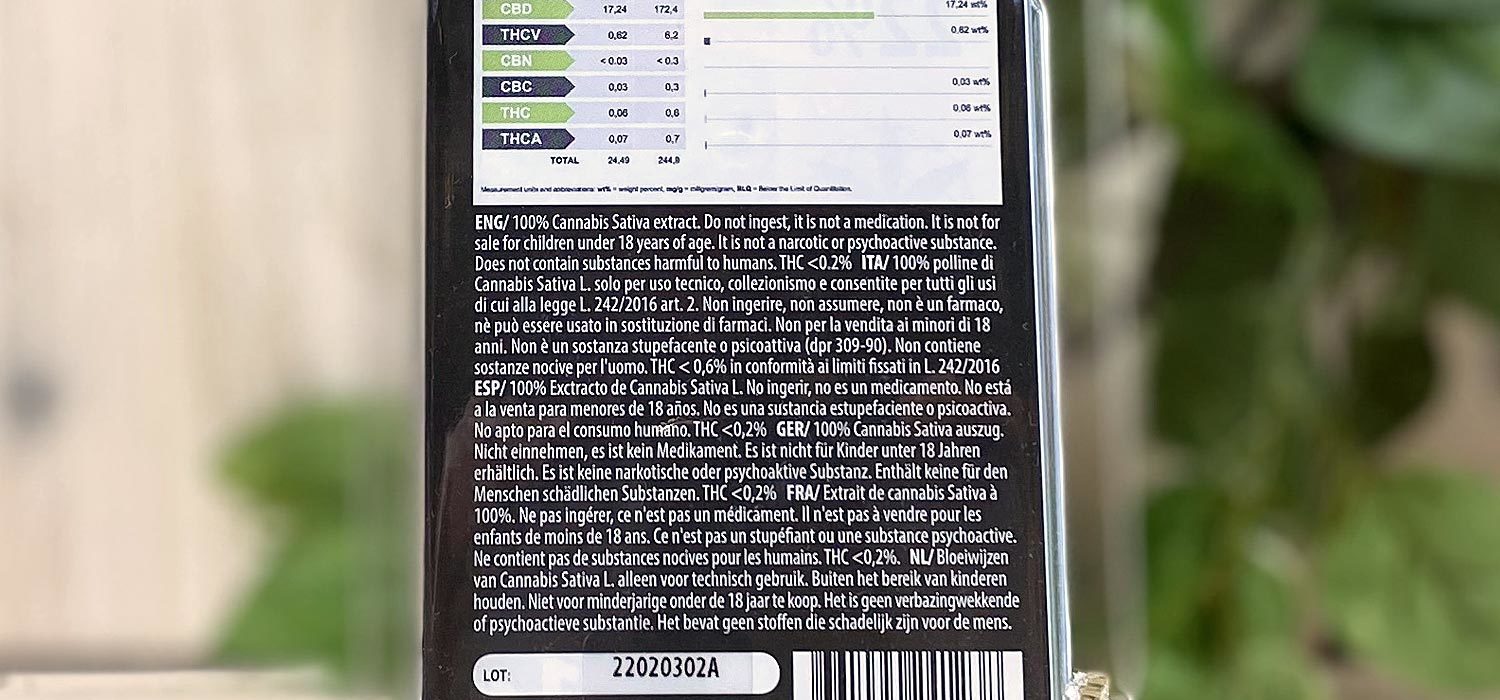 CBD 17,24 172,4 17,24 wt%
THCV 0,62 6,2 0,62 wt%
CBN < 0.03 < 0.3
CBC 0,03 0,3 0,03 wt%
THC 0,06 0,6 0,06 wt%
THCA 0,07 0,7 0,07 wt%
TOTAL 24,49 244,9
Measurement units and abbreviations: wt% = weight percent, mg/g = milligrem/gram, BLQ = Below the Limit of Quantitation.
ENG/ 100% Cannabis Sativa extract. Do not ingest, it is not a medication. It is not for
sale for children under 18 years of age. It is not a narcotic or psychoactive substance.
Does not contain substances harmful to humans. THC <0.2% ITA/ 100% polline di
Cannabis Sativa L. solo per uso tecnico, collezionismo e consentite per tutti gli usi
di cui alla legge L. 242/2016 art. 2. Non ingerire, non assumere, non è un farmaco,
nè può essere usato in sostituzione di farmaci. Non per la vendita ai minori di 18
anni. Non è un sostanza stupefacente o psicoattiva (dpr 309-90). Non contiene
sostanze nocive per l'uomo. THC < 0,6% in conformità ai limiti fissati in L. 242/2016
ESP/ 100% Exctracto de Cannabis Sativa L. No ingerir, no es un medicamento. No está
a la venta para menores de 18 años. No es una sustancia estupefaciente o psicoactiva.
No apto para el consumo humano. THC <0,2% GER/ 100% Cannabis Sativa auszug.
Nicht einnehmen, es ist kein Medikament. Es ist nicht für Kinder unter 18 Jahren
erhältlich. Es ist keine narkotische oder psychoaktive Substanz. Enthält keine für den
Menschen schädlichen Substanzen. THC <0,2% FRA/ Extrait de cannabis Sativa à
100%. Ne pas ingérer, ce n'est pas un médicament. Il n'est pas à vendre pour les
enfants de moins de 18 ans. Ce n'est pas un stupéfiant ou une substance psychoactive.
Ne contient pas de substances nocives pour les humains. THC <0,2%. NL/ Bloeiwijzen
van Cannabis Sativa L. alleen voor technisch gebruik. Buiten het bereik van kinderen
houden. Niet voor minderjarige onder de 18 jaar te koop. Het is geen verbazingwekkende
of psychoactieve substantie. Het bevat geen stoffen die schadelijk zijn voor de mens.
LOT: 22020302A